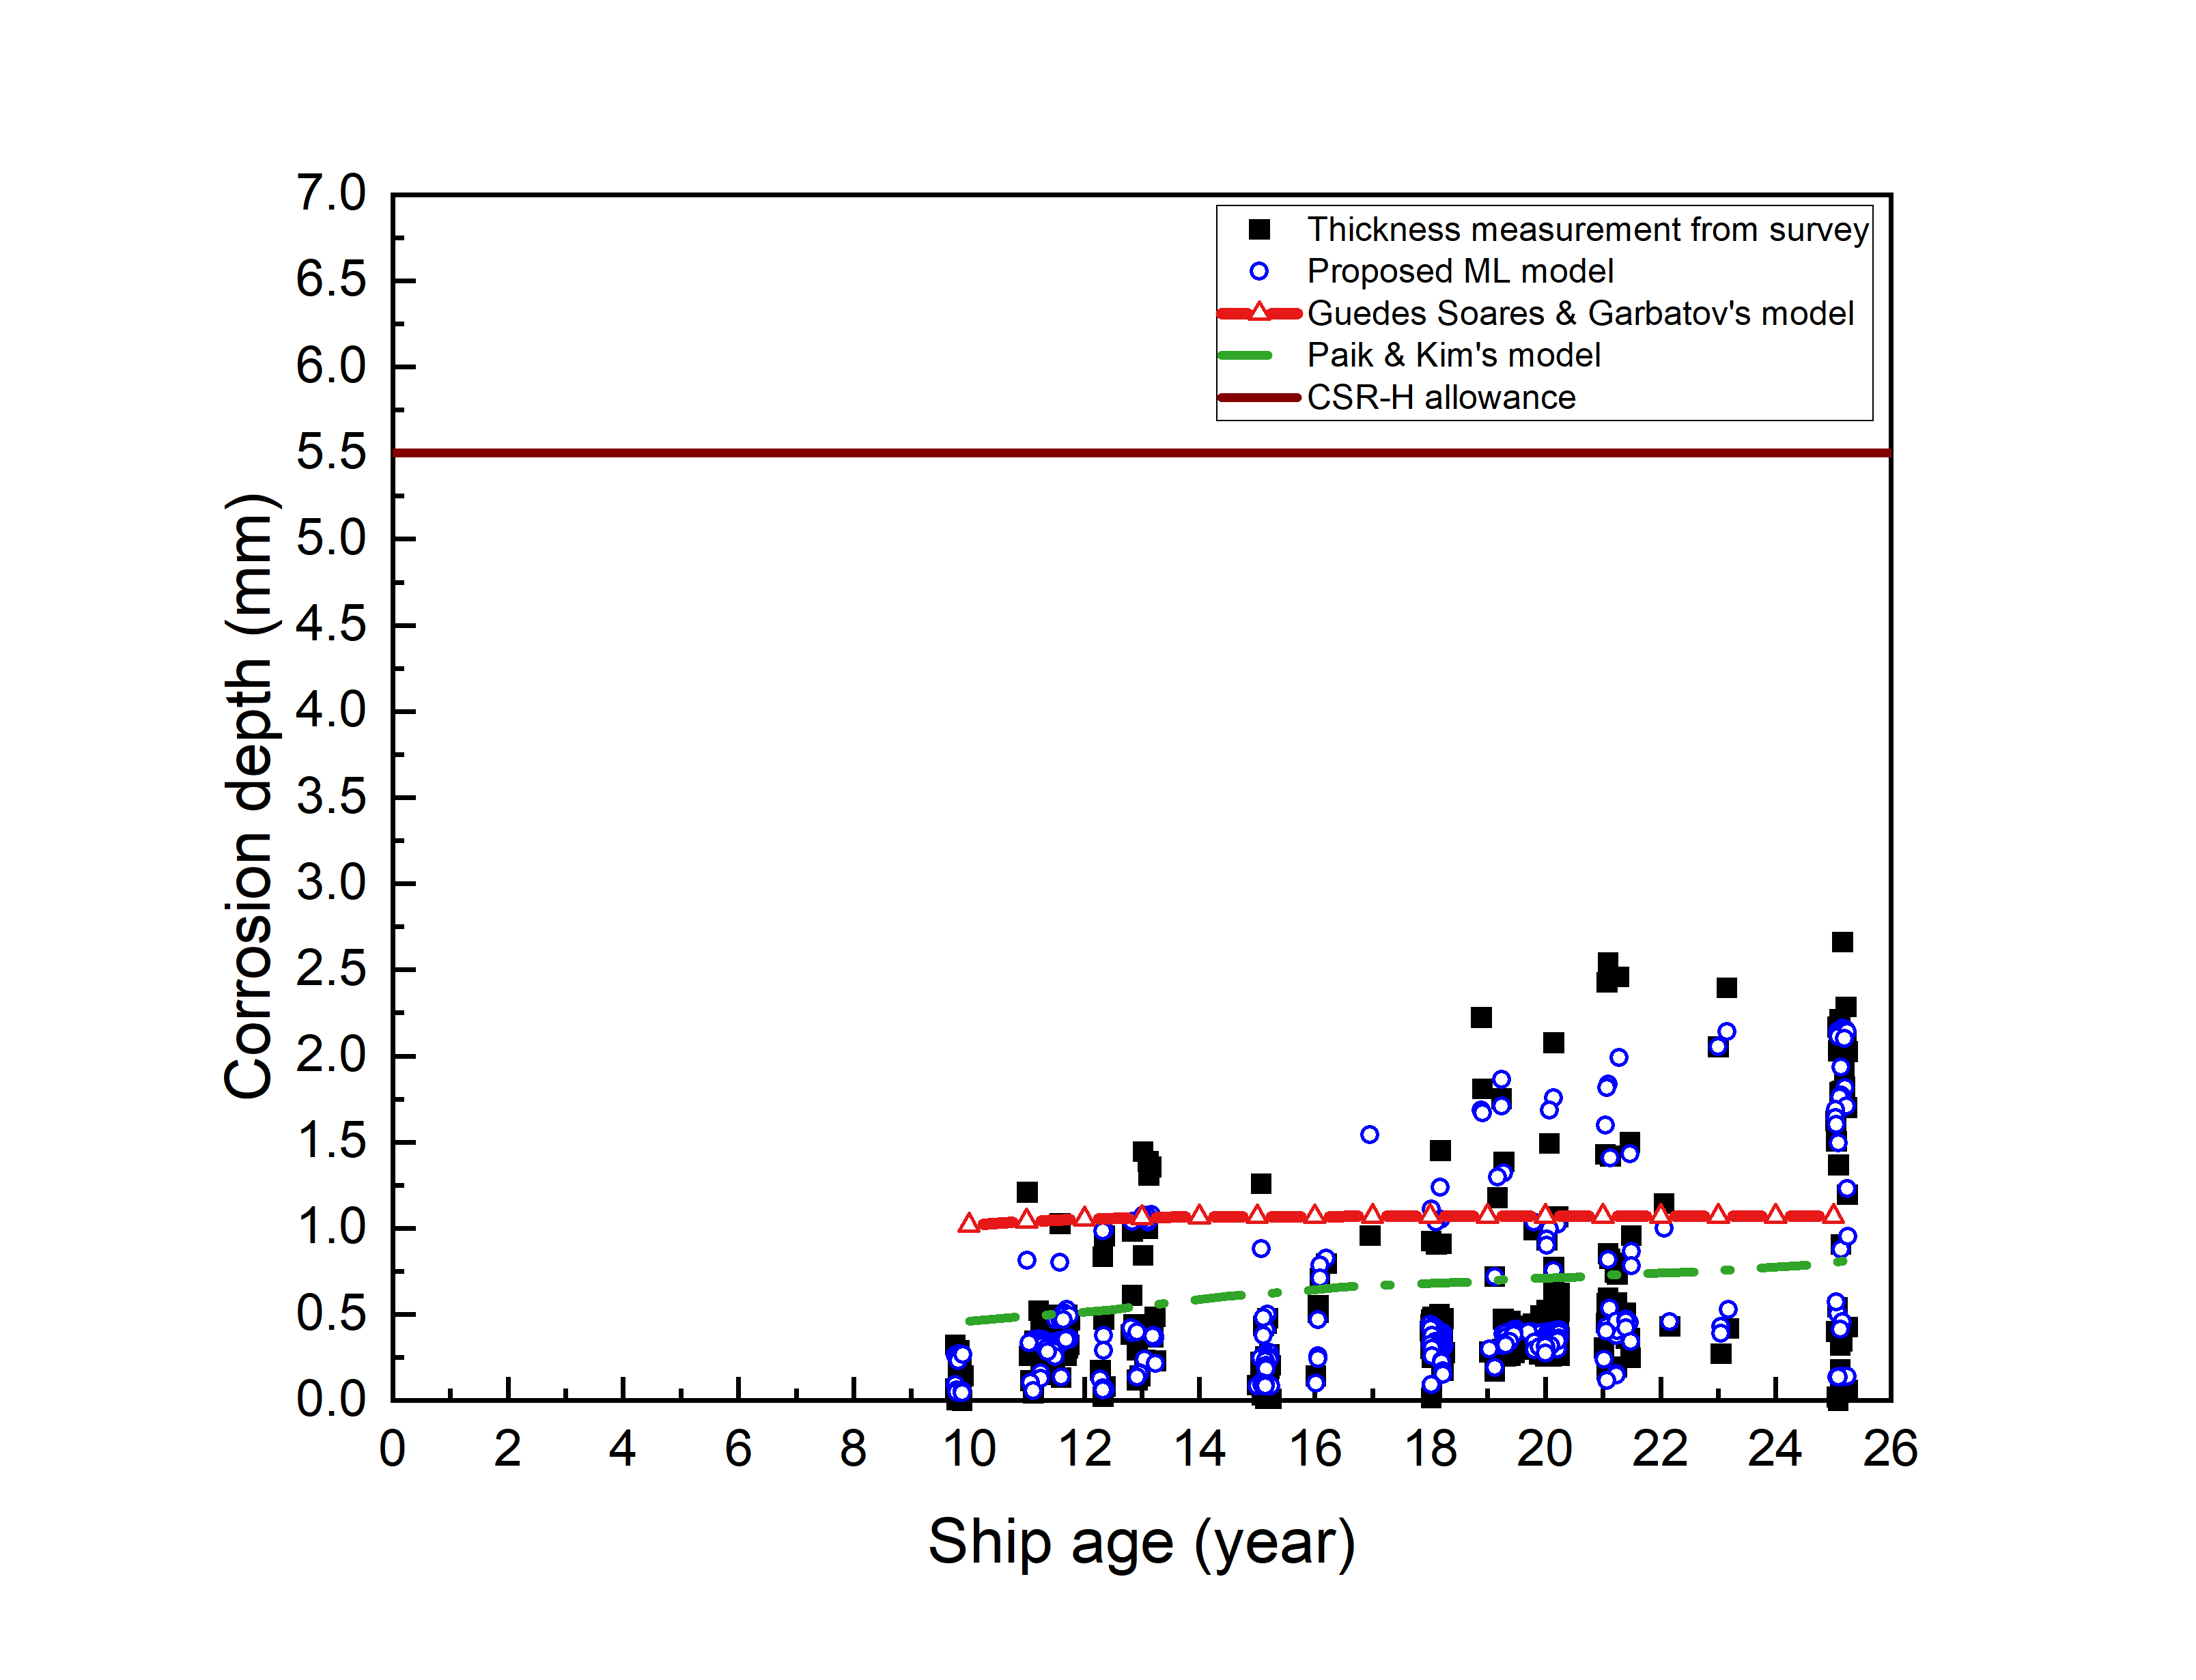 7.0
6.5
6.0
5.5
5.0
4.5
4.0
3.5
3.0
2.5
2.0
1.5
1.0
0.5
0.0
Corrosion depth (mm)
Thickness measurement from survey
Proposed ML model
Guedes Soares & Garbatov's model
Paik & Kim's model
CSR-H allowance
0 2 4 6 8 10 12 14 16 18 20 22 24 26
Ship age (year)